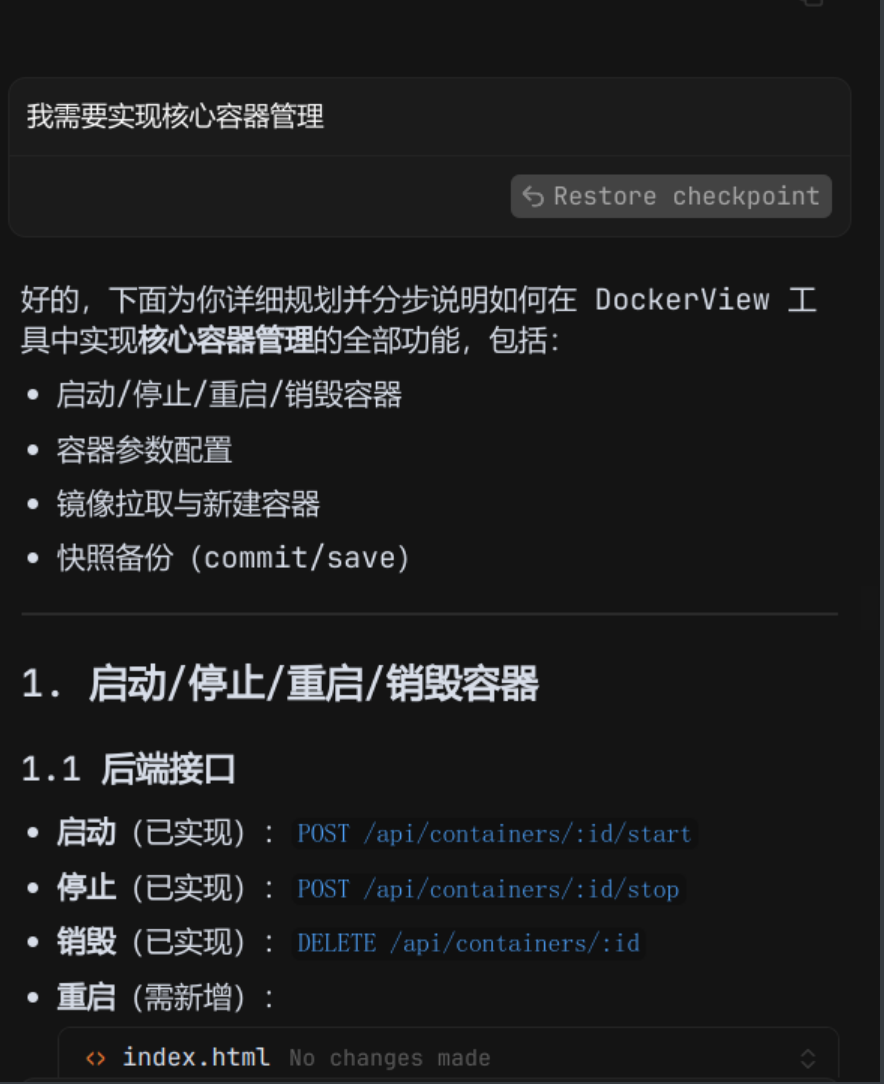 我需要实现核心容器管理
Restore checkpoint
好的，下面为你详细规划并分步说明如何在 DockerView 工
具中实现核心容器管理的全部功能，包括：
• 启动/停止/重启/销毁容器
• 容器参数配置
• 镜像拉取与新建容器
• 快照备份（commit/save）
1. 启动/停止/重启/销毁容器
1.1 后端接口
• 启动（已实现）： POST /api/containers/:id/start
• 停止（已实现）： POST /api/containers/:id/stop
• 销毁（已实现）： DELETE /api/containers/:id
• 重启（需新增）：
<> index.html No changes made